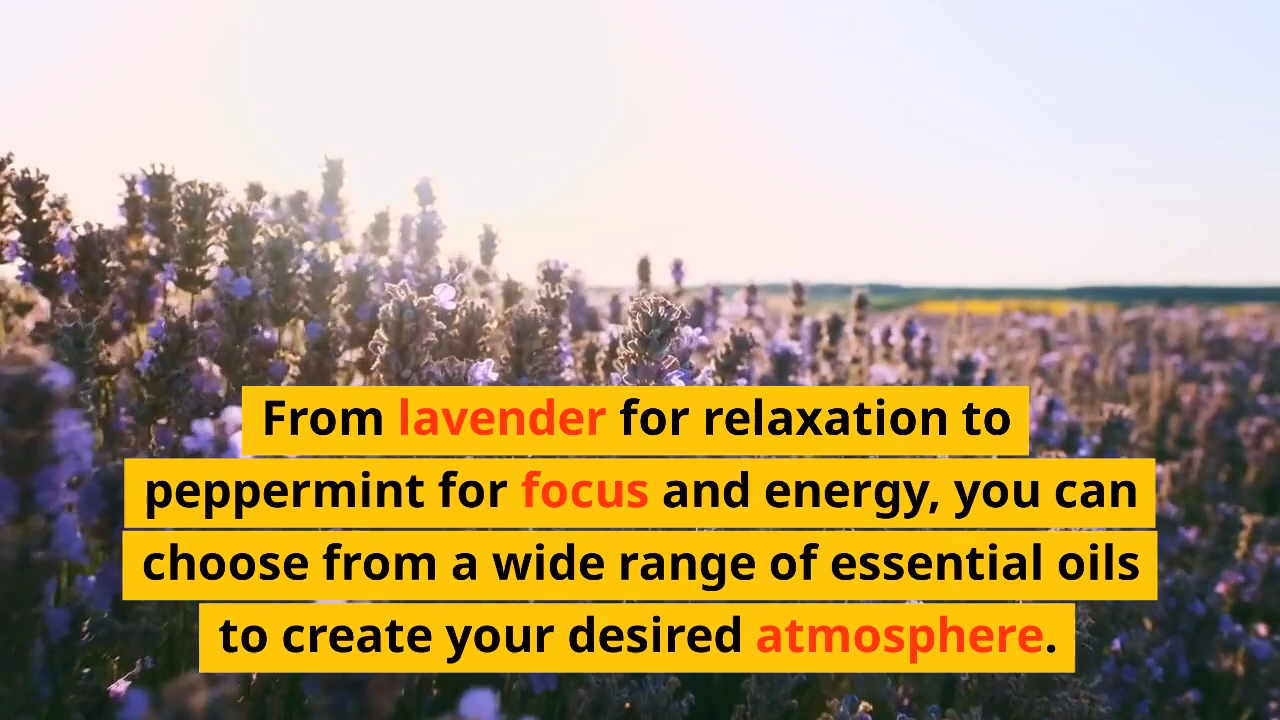 From lavender for relaxation to
peppermint for focus and energy, you can
choose from a wide range of essential oils
to create your desired atmosphere.